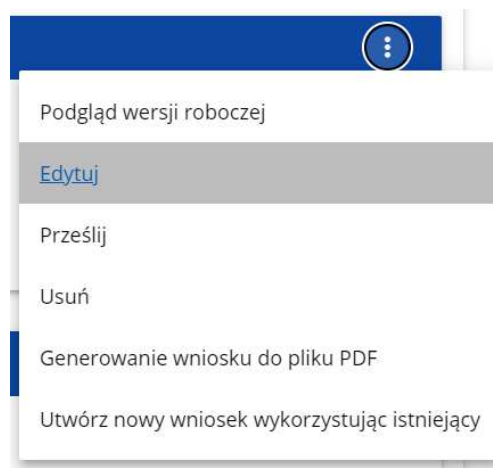 Podgląd wersji roboczej
Edytuj
Prześlij
Usuń
Generowanie wniosku do pliku PDF
Utwórz nowy wniosek wykorzystując istniejący